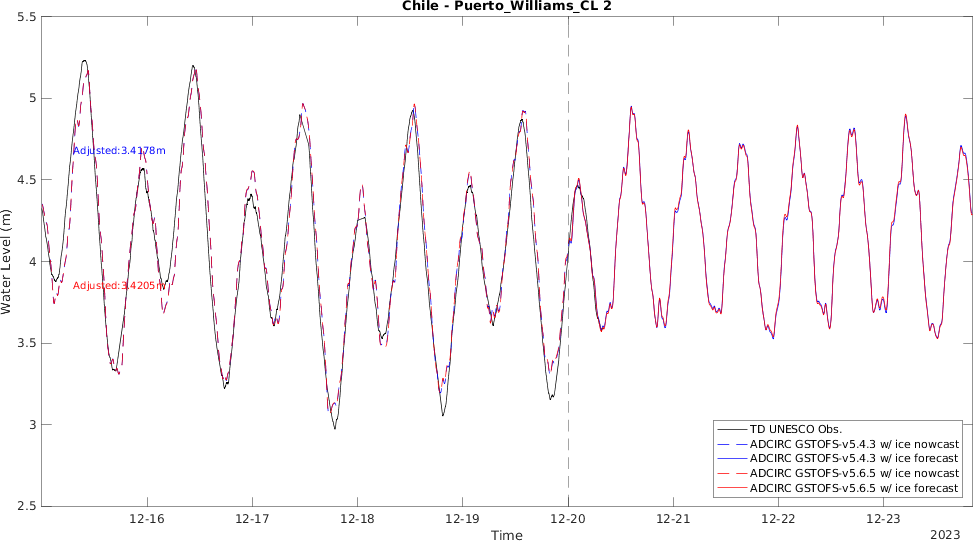 Chile - Puerto_Williams_CL 2
5.5
5
4.5
4
3.5
3
2.5
Water Level (m)
Adjusted:3.4178m
Adjusted:3.4205m
TD UNESCO Obs.
ADCIRC GSTOFS-v5.4.3 w/ ice nowcast
ADCIRC GSTOFS-v5.4.3 w/ ice forecast
ADCIRC GSTOFS-v5.6.5 w/ ice nowcast
ADCIRC GSTOFS-v5.6.5 w/ ice forecast
12-16 12-17 12-18 12-19 12-20 12-21 12-22 12-23
Time
2023